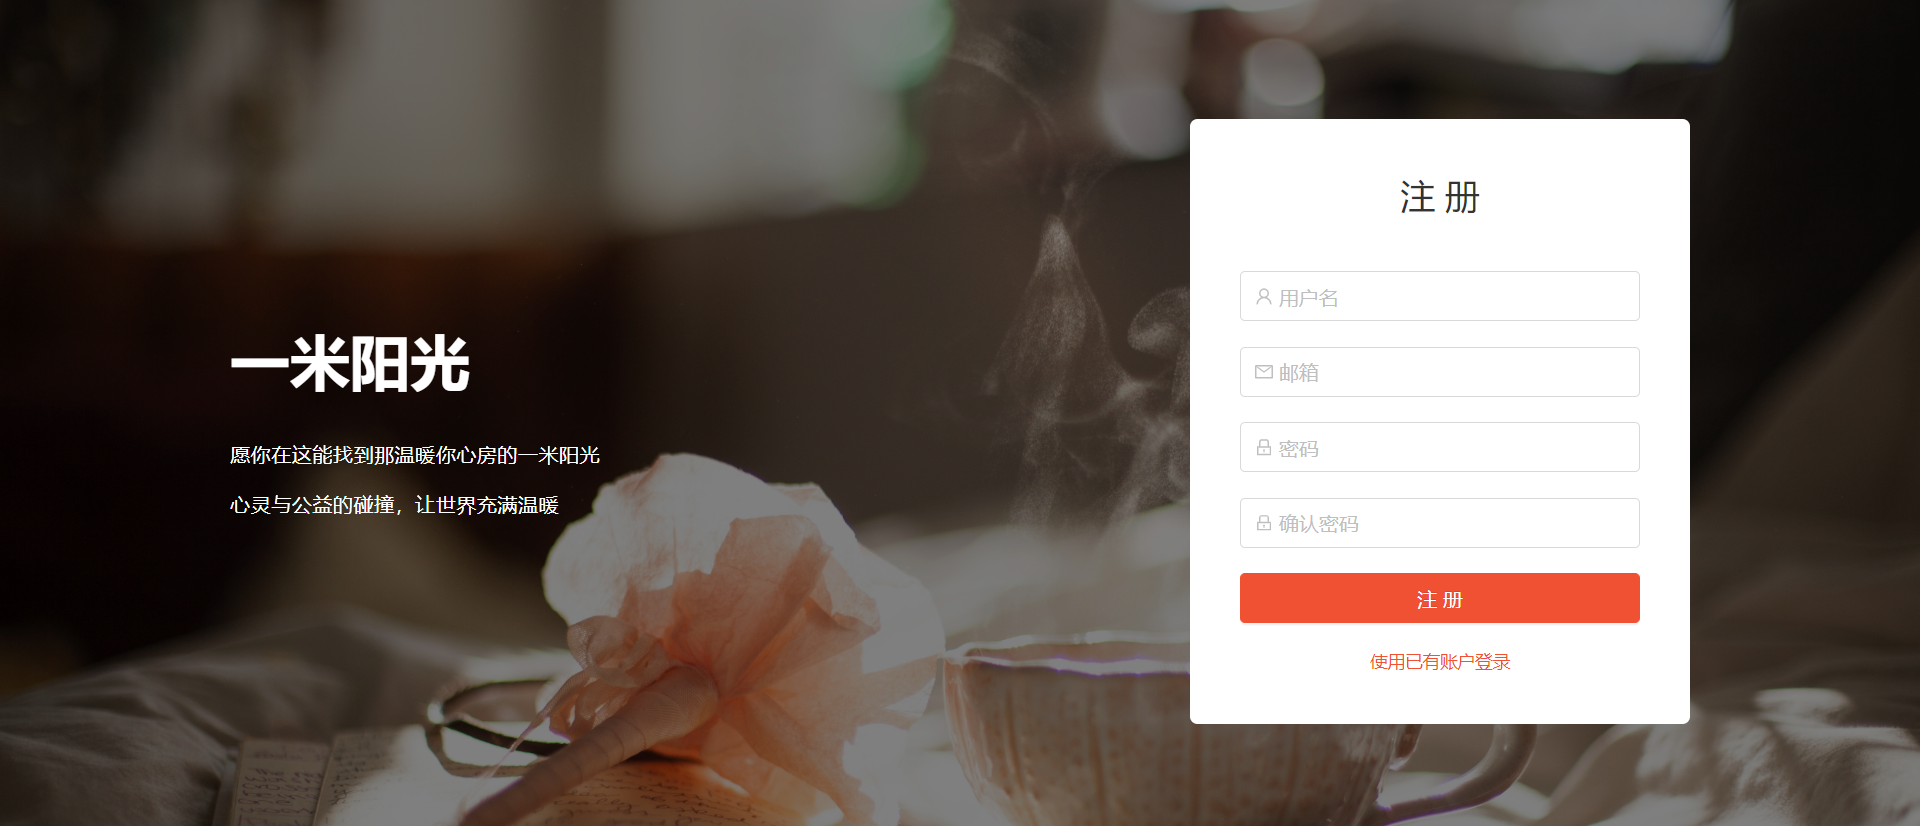 一米阳光
愿你在这能找到那温暖你心房的一米阳光
心灵与公益的碰撞，让世界充满温暖
注 册
用户名
邮箱
密码
确认密码
注 册
使用已有账户登录